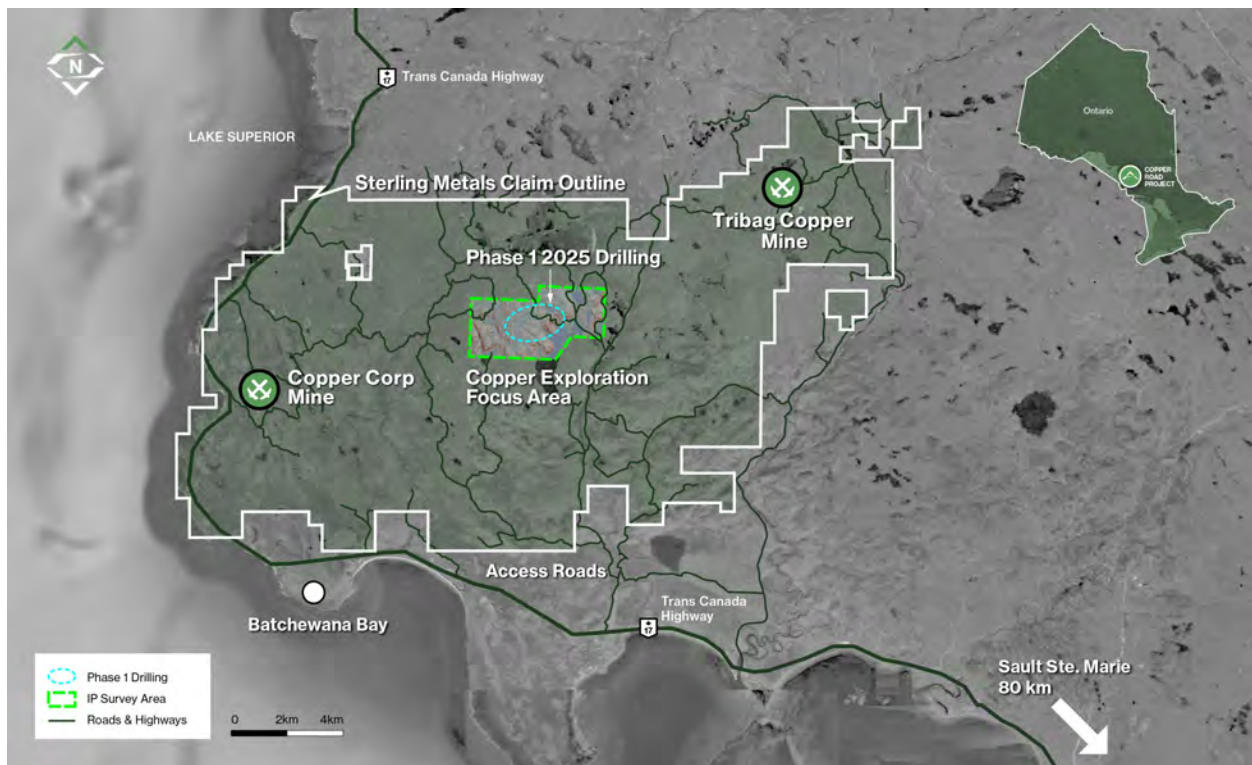 N
17
Trans Canada Highway
LAKE SUPERIOR
Ontario
COPPER
ROAD
PROJECT
Sterling Metals Claim Outline
Tribag Copper
Mine
Phase 1 2025 Drilling
Copper Corp
Mine
Copper Exploration
Focus Area
Access Roads
Batchewana Bay
Trans Canada
Highway
17
Sault Ste. Marie
80 km
Phase 1 Drilling
IP Survey Area
Roads & Highways
0 2km 4km